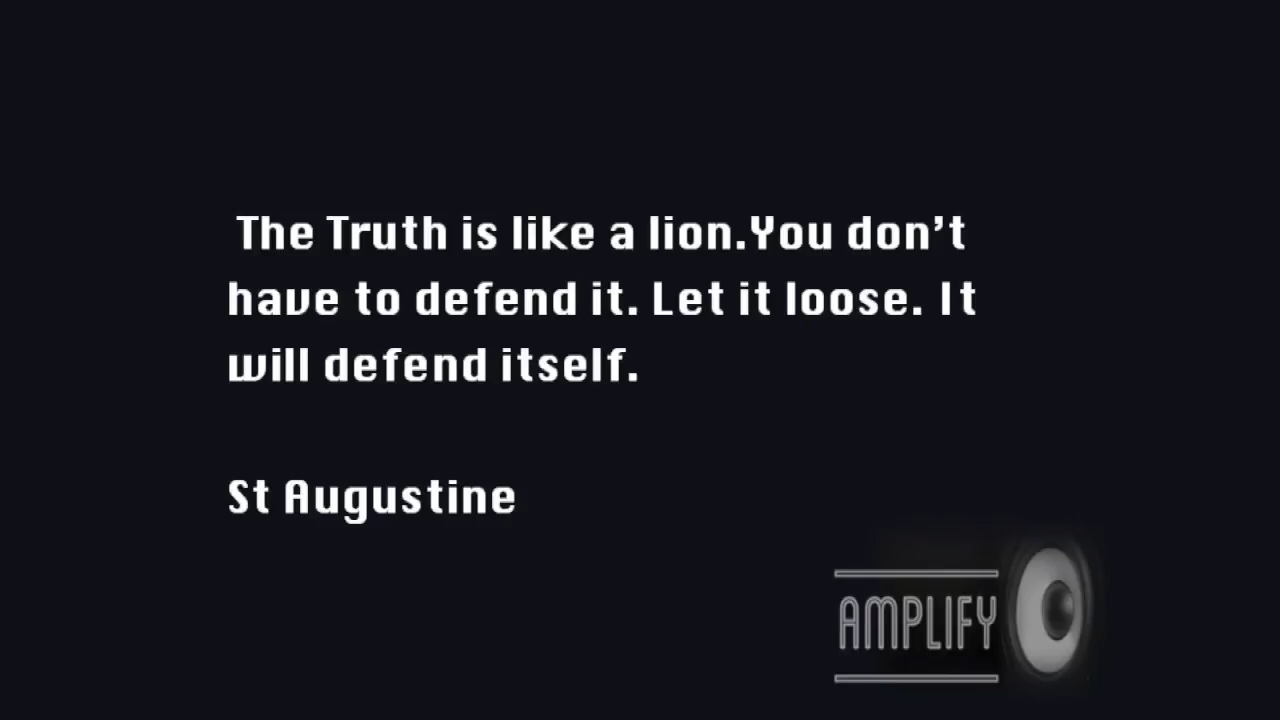 The Truth is like a lion.You don't
have to defend it. Let it loose. It
will defend itself.
St Augustine
AMPLIFY